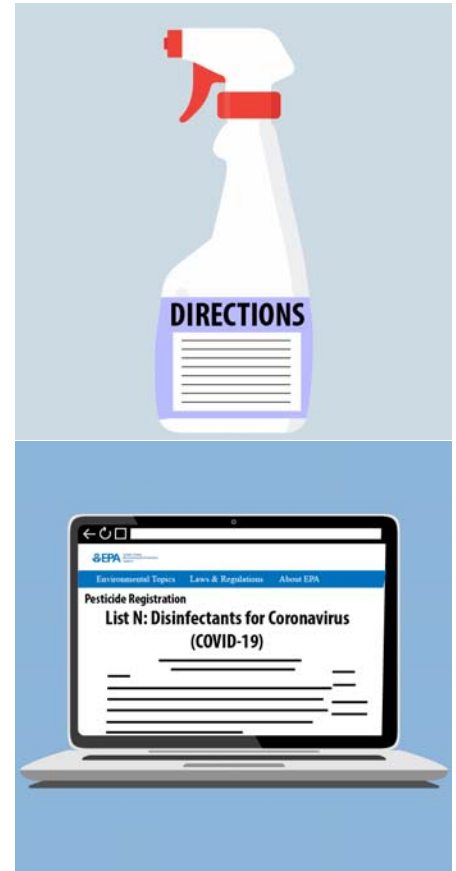 DIRECTIONS
EPA
Environmental Topics Laws & Regulations About EPA
Pesticide Registration
List N: Disinfectants for Coronavirus
(COVID-19)